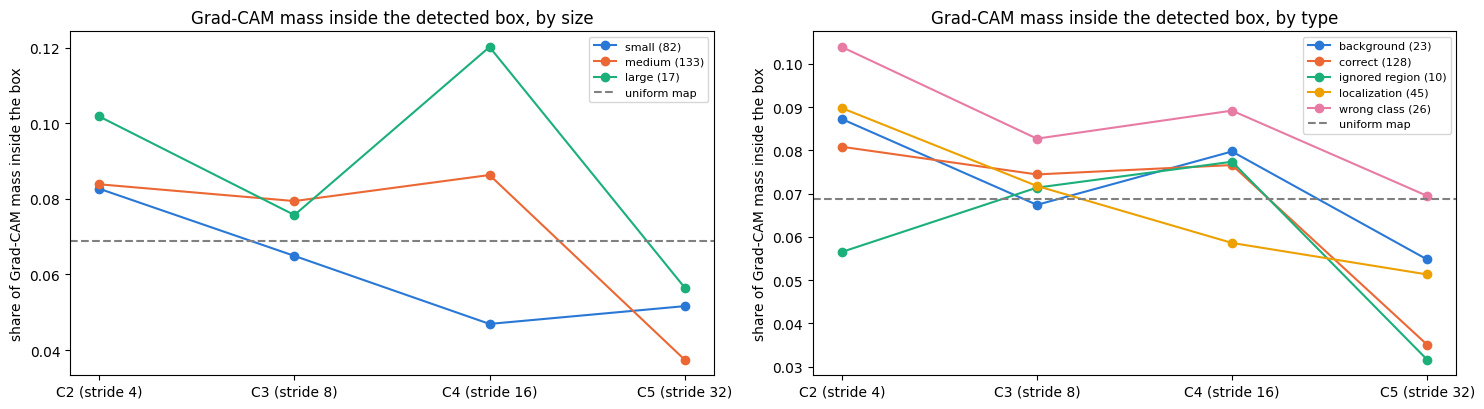 Grad-CAM mass inside the detected box, by size
share of Grad-CAM mass inside the box
0.12
0.10
0.08
0.06
0.04
small (82)
medium (133)
large (17)
uniform map
C2 (stride 4)
C3 (stride 8)
C4 (stride 16)
C5 (stride 32)
Grad-CAM mass inside the detected box, by type
share of Grad-CAM mass inside the box
0.10
0.09
0.08
0.07
0.06
0.05
0.04
0.03
background (23)
correct (128)
ignored region (10)
localization (45)
wrong class (26)
uniform map
C2 (stride 4)
C3 (stride 8)
C4 (stride 16)
C5 (stride 32)